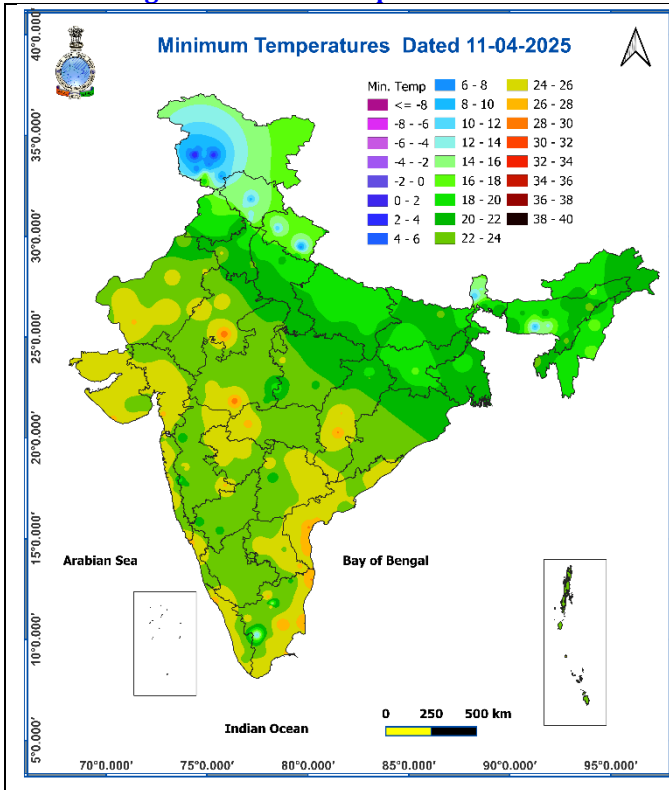 Minimum Temperatures Dated 11-04-2025
Min. Temp
<= -8
-8 - -6
-6 - -4
-4 - -2
-2 - 0
0 - 2
2 - 4
4 - 6
6 - 8
8 - 10
10 - 12
12 - 14
14 - 16
16 - 18
18 - 20
20 - 22
22 - 24
24 - 26
26 - 28
28 - 30
30 - 32
32 - 34
34 - 36
36 - 38
38 - 40
40°0.000'
35°0.000'
30°0.000'
25°0.000'
20°0.000'
15°0.000'
10°0.000'
5°0.000'
Arabian Sea
Bay of Bengal
Indian Ocean
0 250 500 km
70°0.000' 75°0.000' 80°0.000' 85°0.000' 90°0.000' 95°0.000'